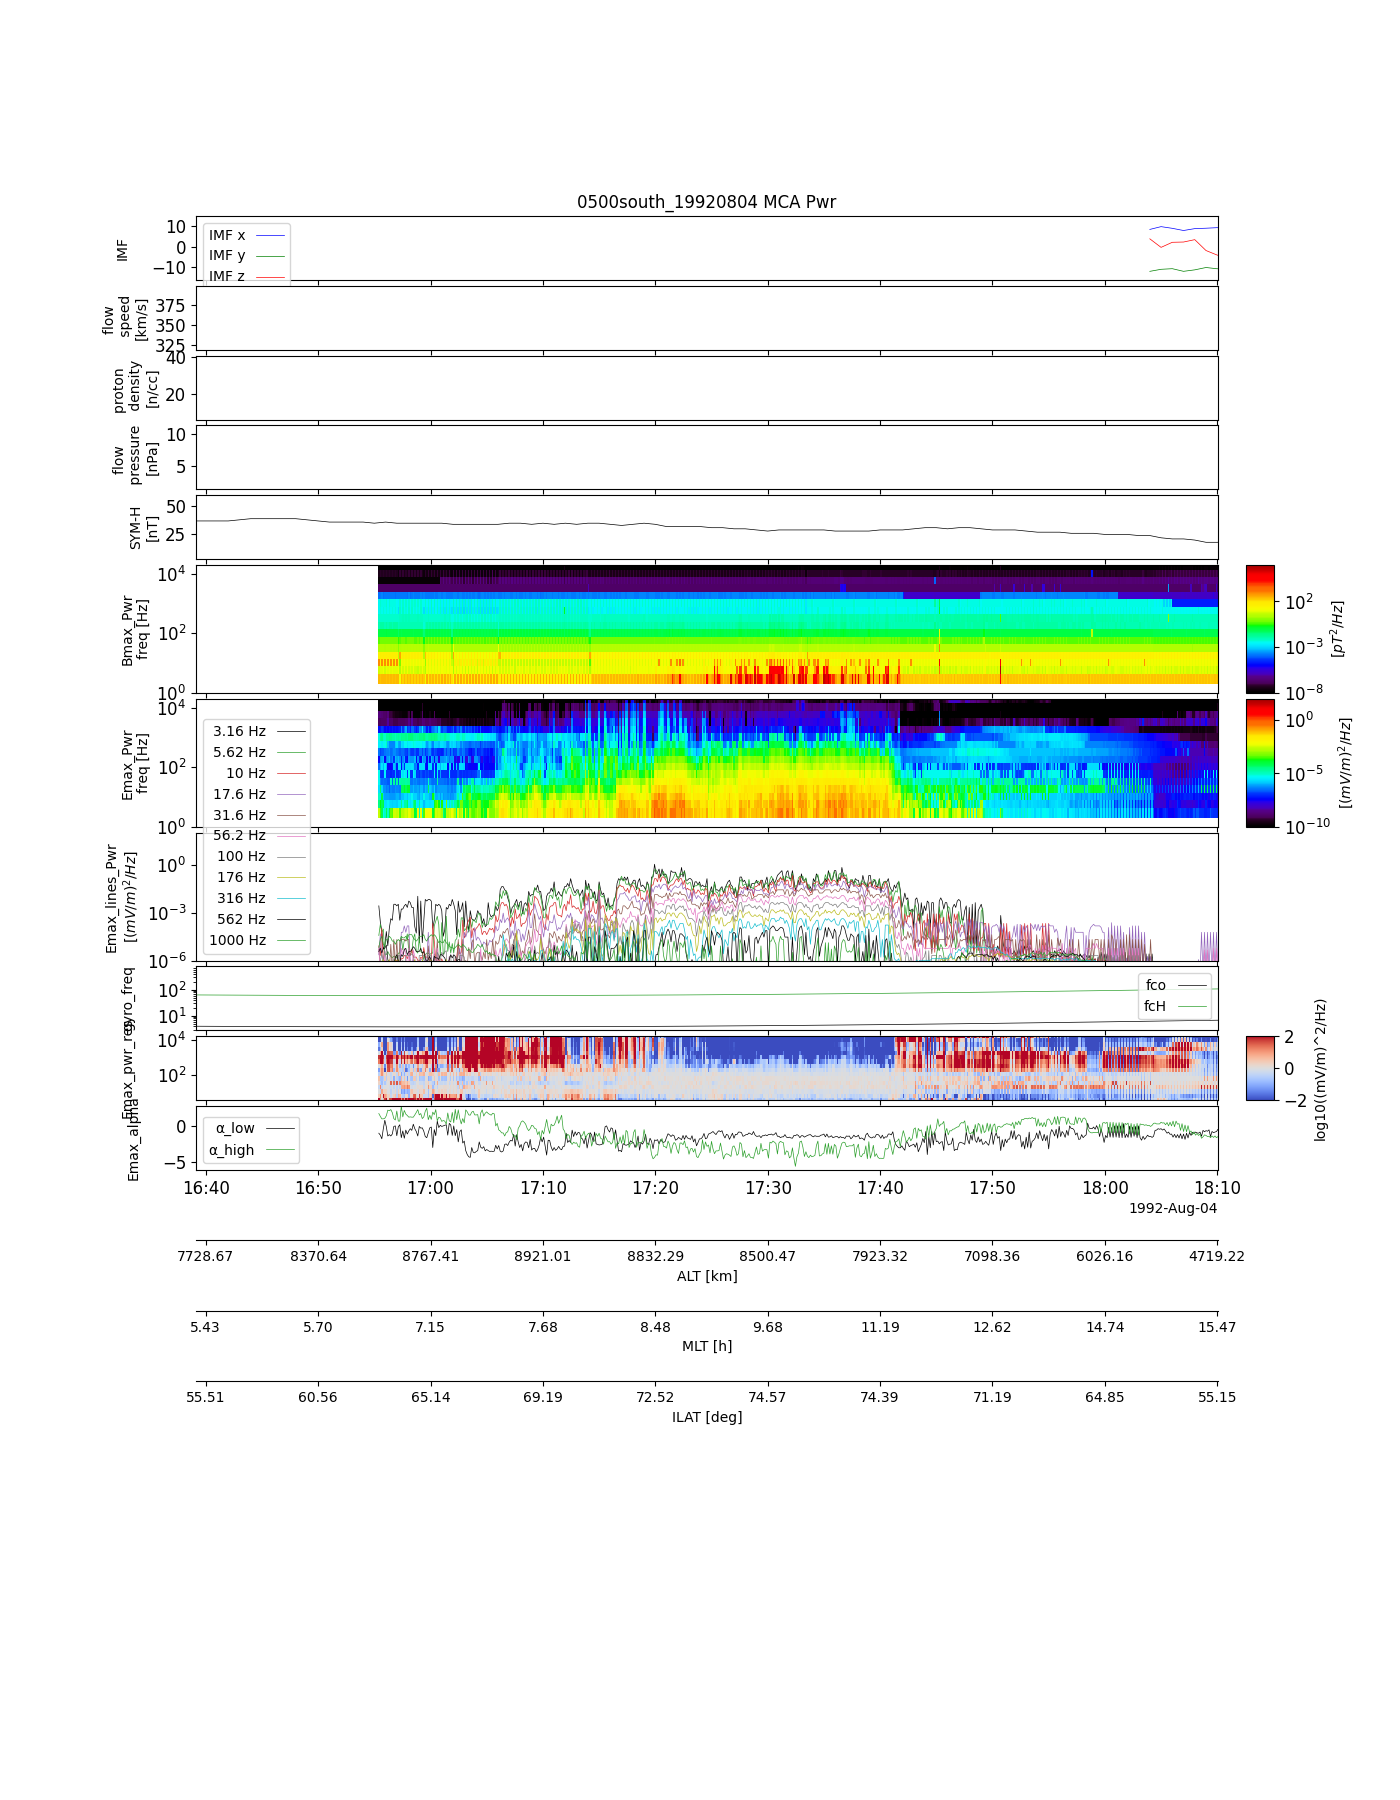 0500south_19920804 MCA Pwr
IMF
10
0
−10
IMF x
IMF y
IMF z
flow
speed
[km/s]
375
350
325
proton
density
[n/cc]
40
20
flow
pressure
[nPa]
10
5
SYM-H
[nT]
50
25
Bmax_Pwr
freq [Hz]
10^4
10^2
10^0
10^2
10^−3
10^−8
[pT^2/Hz]
Emax_Pwr
freq [Hz]
10^4
10^2
10^0
10^0
10^−5
10^−10
[(mV/m)^2/Hz]
3.16 Hz
5.62 Hz
10 Hz
17.6 Hz
31.6 Hz
56.2 Hz
100 Hz
176 Hz
316 Hz
562 Hz
1000 Hz
Emax_lines_Pwr
[(mV/m)^2/Hz]
10^0
10^−3
10^−6
gyro_freq
10^2
10^1
fco
fcH
Emax_pwr_reg
10^4
10^2
2
0
−2
log10((mV/m)^2/Hz)
Emax_alpha
0
−5
α_low
α_high
16:40 16:50 17:00 17:10 17:20 17:30 17:40 17:50 18:00 18:10
1992-Aug-04
7728.67 8370.64 8767.41 8921.01 8832.29 8500.47 7923.32 7098.36 6026.16 4719.22
ALT [km]
5.43 5.70 7.15 7.68 8.48 9.68 11.19 12.62 14.74 15.47
MLT [h]
55.51 60.56 65.14 69.19 72.52 74.57 74.39 71.19 64.85 55.15
ILAT [deg]